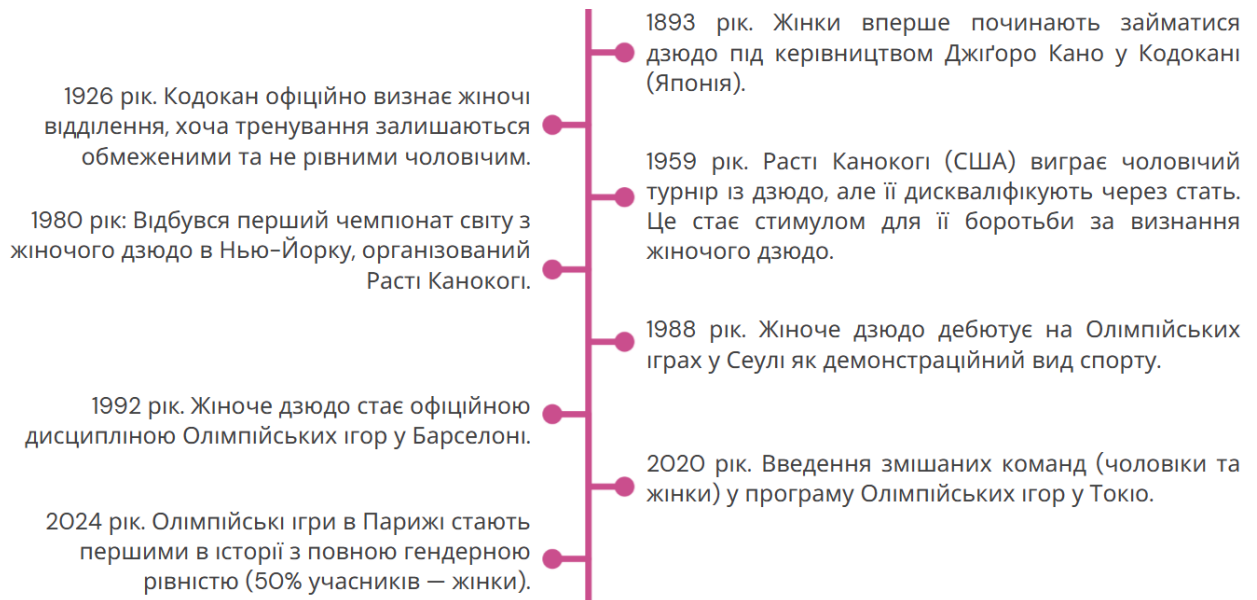 1893 рік. Жінки вперше починають займатися
дзюдо під керівництвом Джіґоро Кано у Кодокані
(Японія).
1926 рік. Кодокан офіційно визнає жіночі
відділення, хоча тренування залишаються
обмеженими та не рівними чоловічим.
1959 рік. Расті Канокогі (США) виграє чоловічий
турнір із дзюдо, але її дискваліфікують через стать.
Це стає стимулом для її боротьби за визнання
жіночого дзюдо.
1980 рік: Відбувся перший чемпіонат світу з
жіночого дзюдо в Нью-Йорку, організований
Расті Канокогі.
1988 рік. Жіноче дзюдо дебютує на Олімпійських
іграх у Сеулі як демонстраційний вид спорту.
1992 рік. Жіноче дзюдо стає офіційною
дисципліною Олімпійських ігор у Барселоні.
2020 рік. Введення змішаних команд (чоловіки та
жінки) у програму Олімпійських ігор у Токіо.
2024 рік. Олімпійські ігри в Парижі стають
першими в історії з повною гендерною
рівністю (50% учасників — жінки).